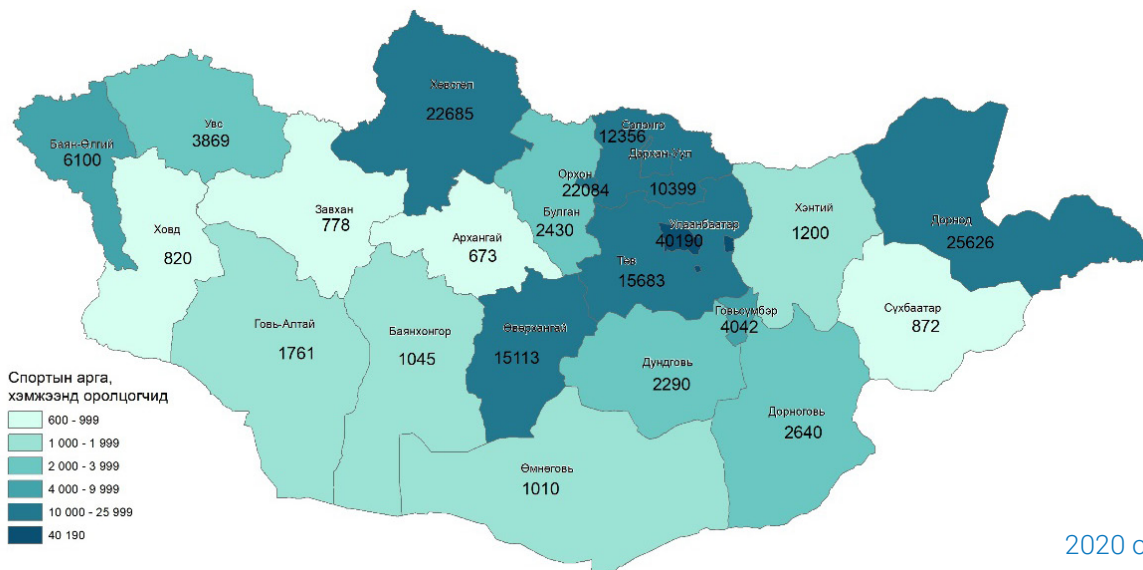 Хөвсгөл
22685
Увс
3869
Баян-Өлгий
6100
Сэлэнгэ
12356
Дархан-Уул
10399
Орхон
22084
Булган
2430
Завхан
778
Ховд
820
Архангай
673
Улаанбаатар
40190
Төв
15683
Хэнтий
1200
Дорнод
25626
Сүхбаатар
872
Говьсүмбэр
4042
Говь-Алтай
1761
Баянхонгор
1045
Өвөрхангай
15113
Дундговь
2290
Дорноговь
2640
Өмнөговь
1010
Спортын арга,
хэмжээнд оролцогчид
600 - 999
1 000 - 1 999
2 000 - 3 999
4 000 - 9 999
10 000 - 25 999
40 190
2020 о